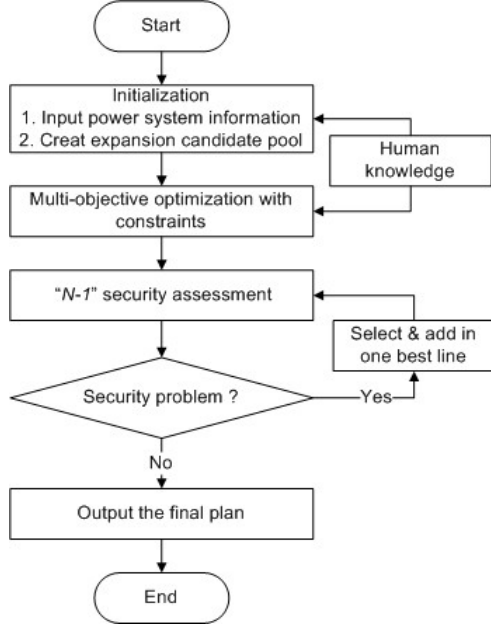 Start
Initialization
1. Input power system information
2. Creat expansion candidate pool
Human
knowledge
Multi-objective optimization with
constraints
“N-1” security assessment
Select & add in
one best line
Security problem ?
Yes
No
Output the final plan
End